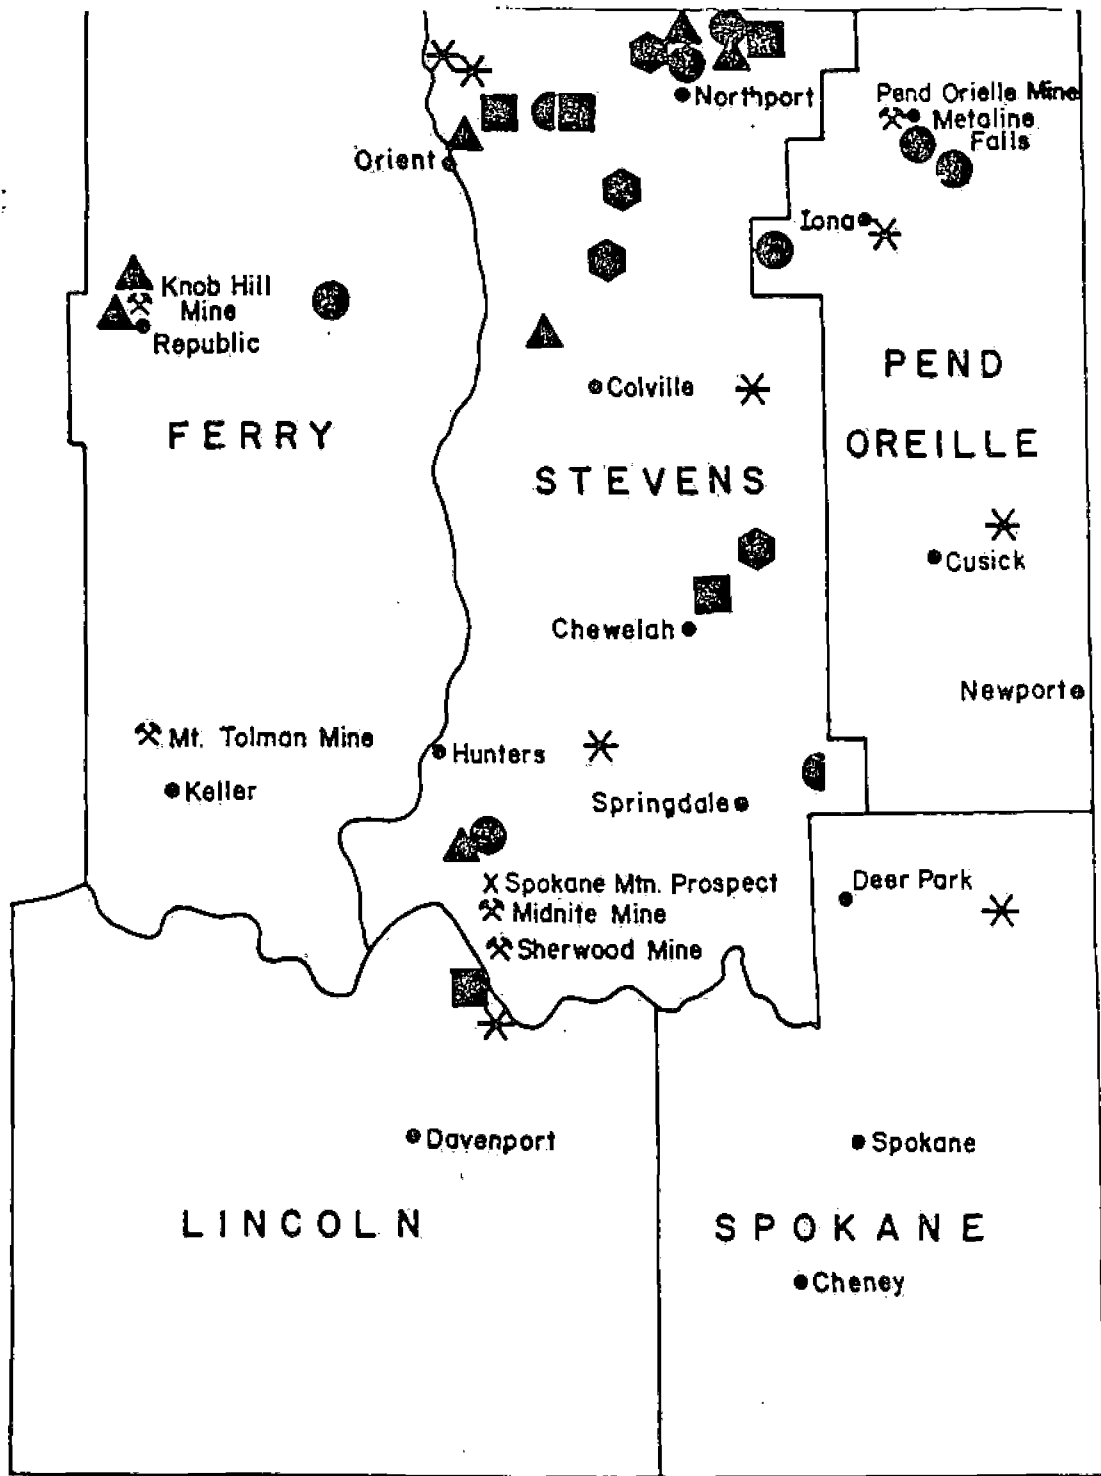 Northport
Pend Orielle Mine
Metaline
Falls
Orient
Iona
Knob Hill
Mine
Republic
PEND
OREILLE
Colville
FERRY
STEVENS
Cusick
Chewelah
Newport
Mt. Tolman Mine
Hunters
Keller
Springdale
Spokane Mtn. Prospect
Deer Park
Midnite Mine
Sherwood Mine
Davenport
Spokane
LINCOLN
SPOKANE
Cheney